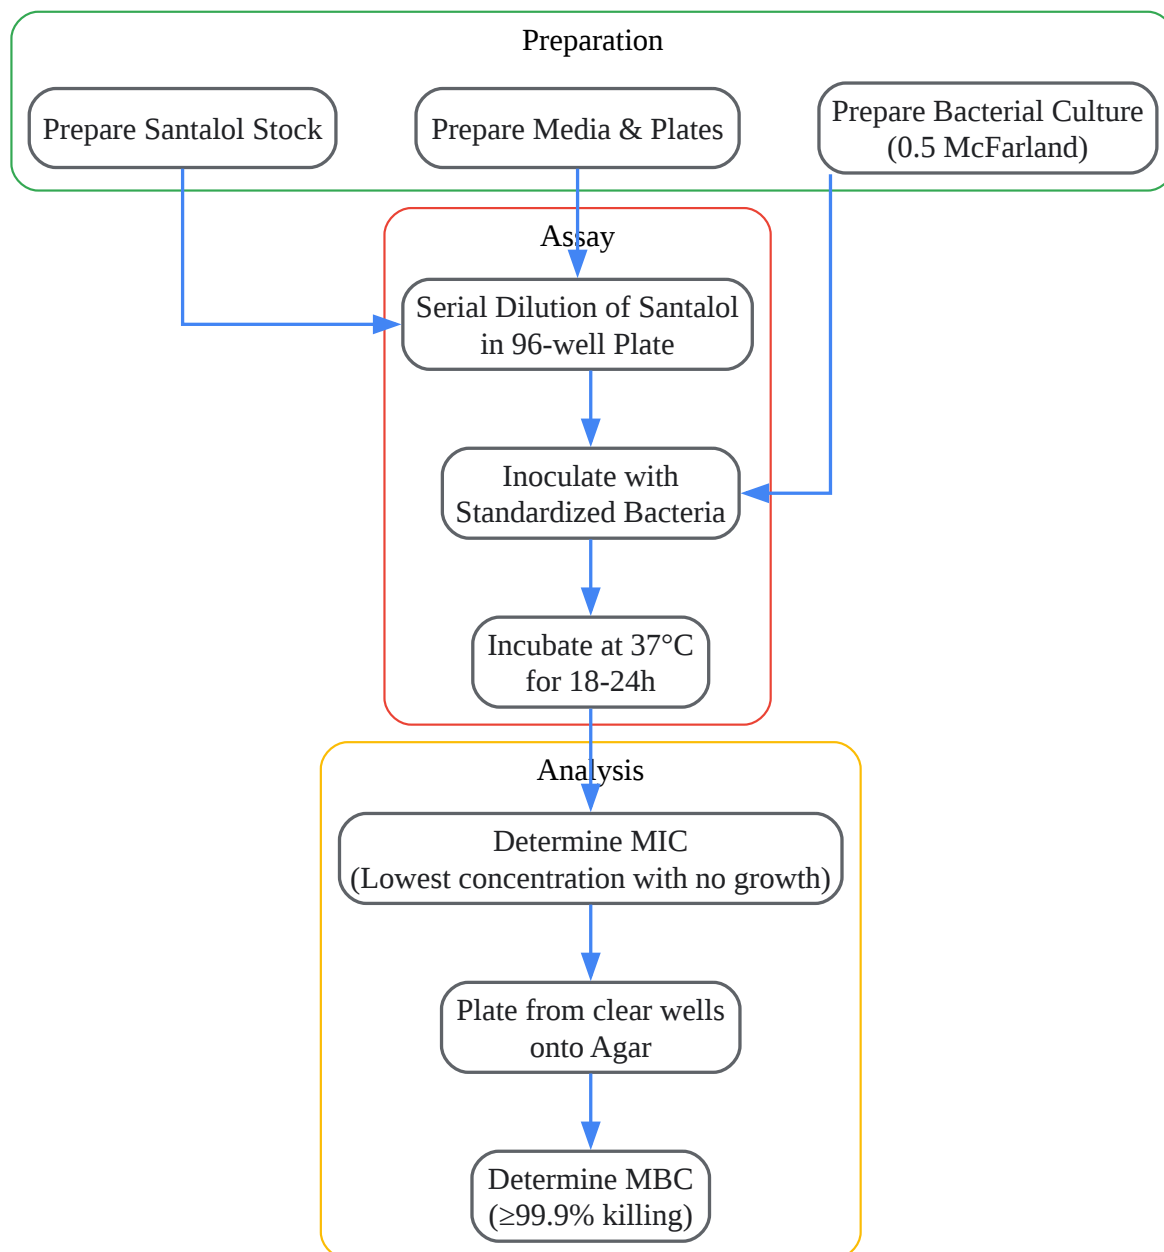 Preparation
Prepare Santalol Stock
Prepare Media & Plates
Prepare Bacterial Culture
(0.5 McFarland)
Assay
Serial Dilution of Santalol
in 96-well Plate
Inoculate with
Standardized Bacteria
Incubate at 37°C
for 18-24h
Analysis
Determine MIC
(Lowest concentration with no growth)
Plate from clear wells
onto Agar
Determine MBC
(≥99.9% killing)